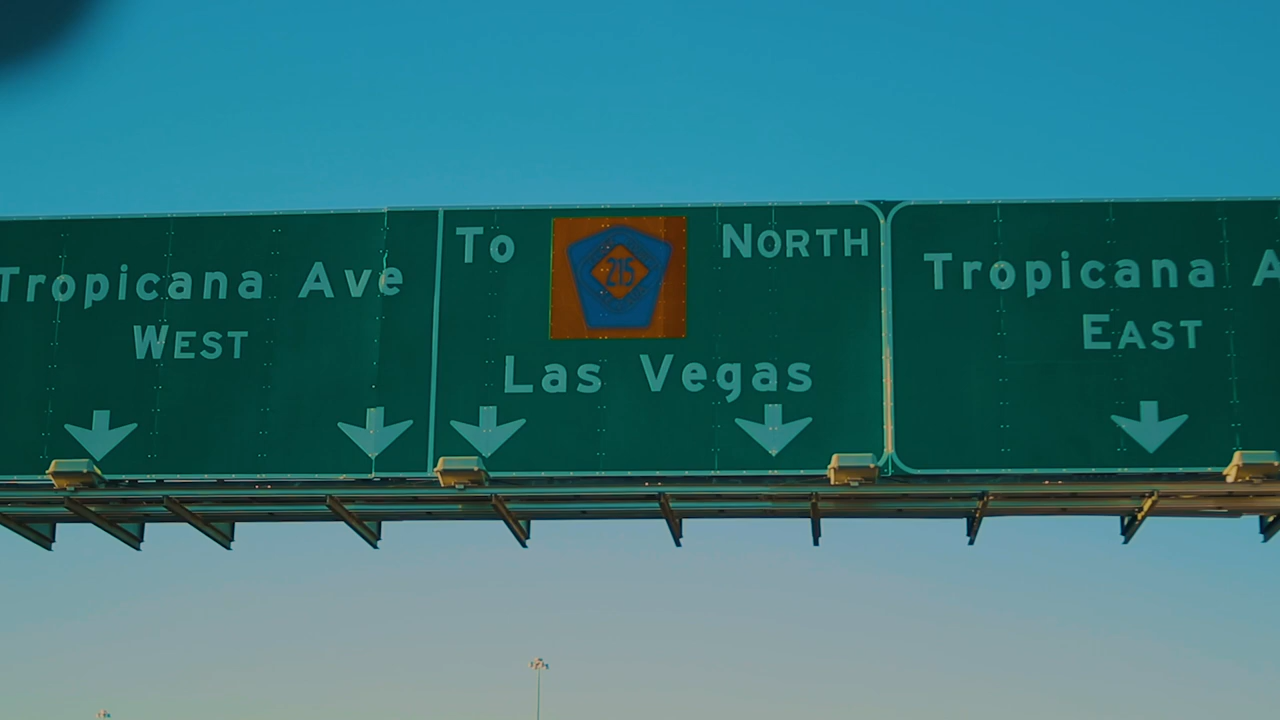 Tropicana Ave
WEST
To
215
NORTH
Las Vegas
Tropicana A
EAST